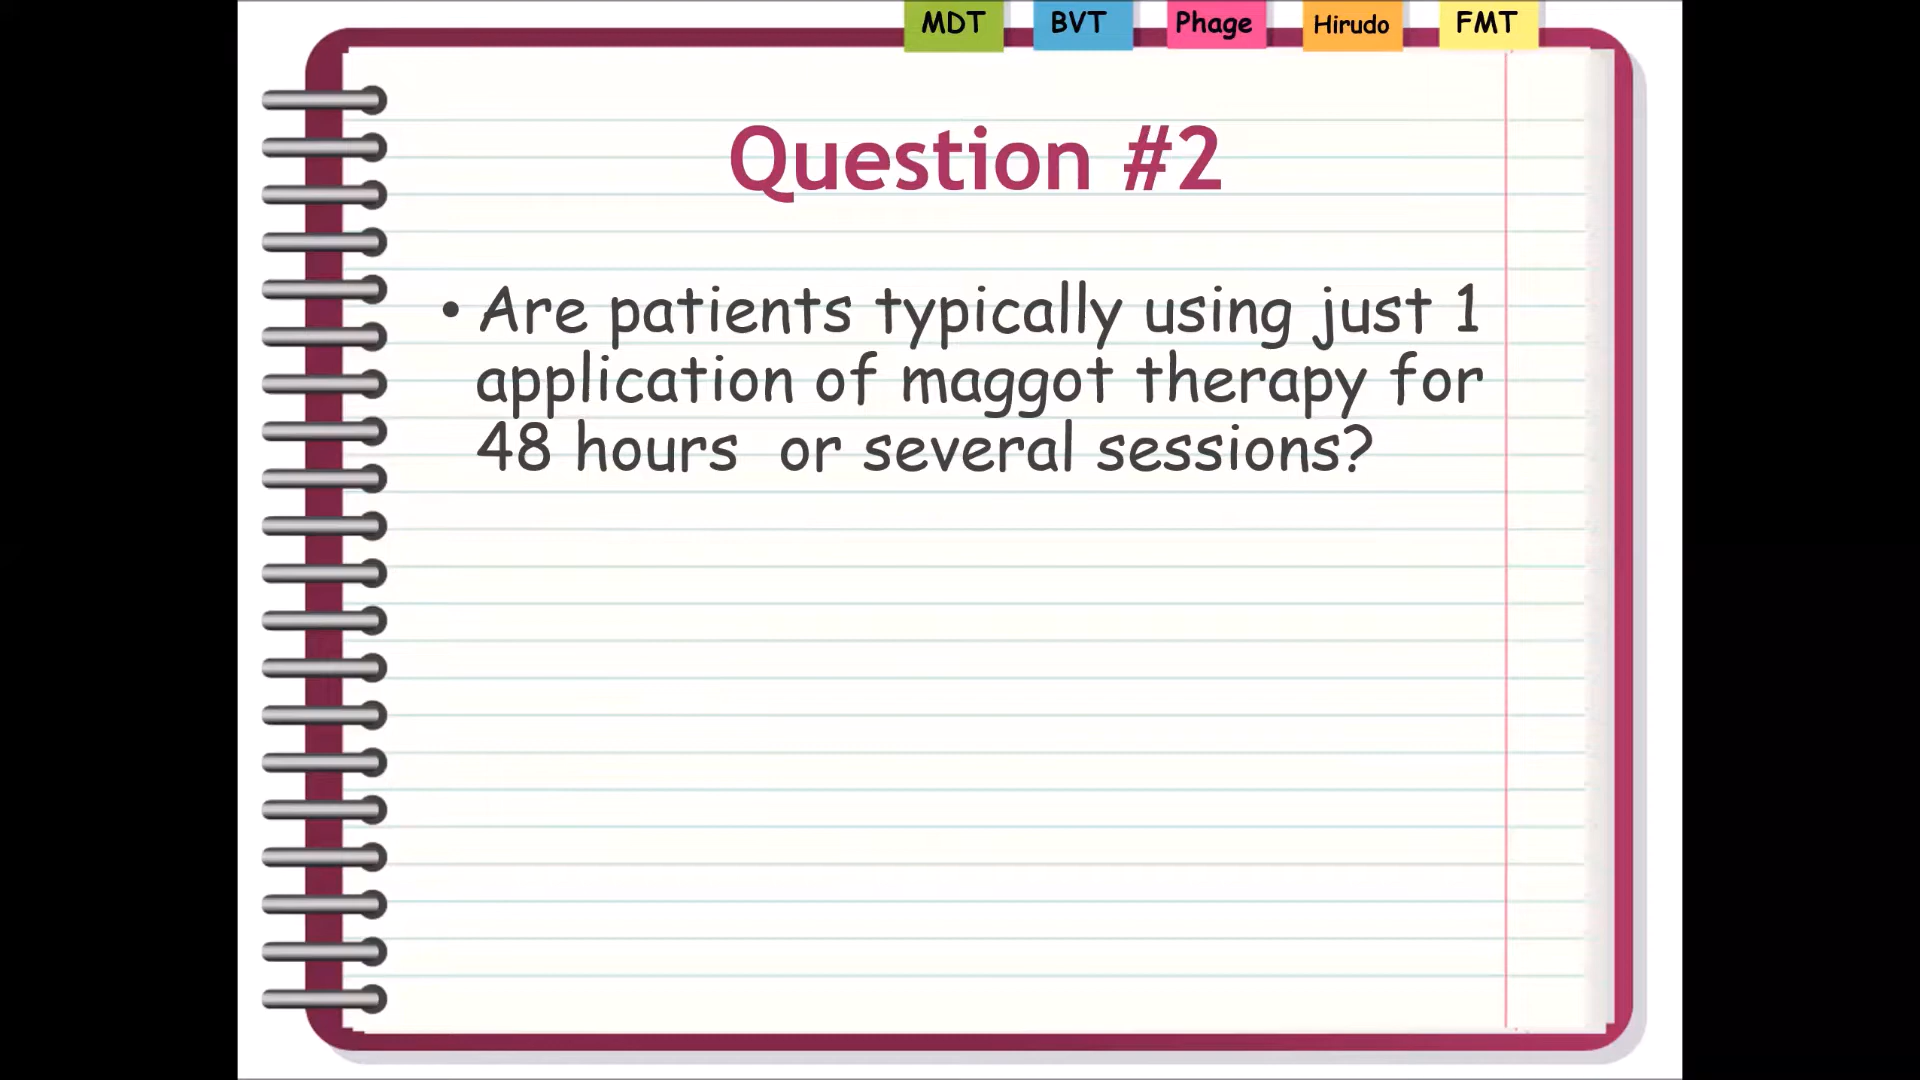 MDT BVT Phage Hirudo FMT
Question #2
• Are patients typically using just 1
application of maggot therapy for
48 hours  or several sessions?